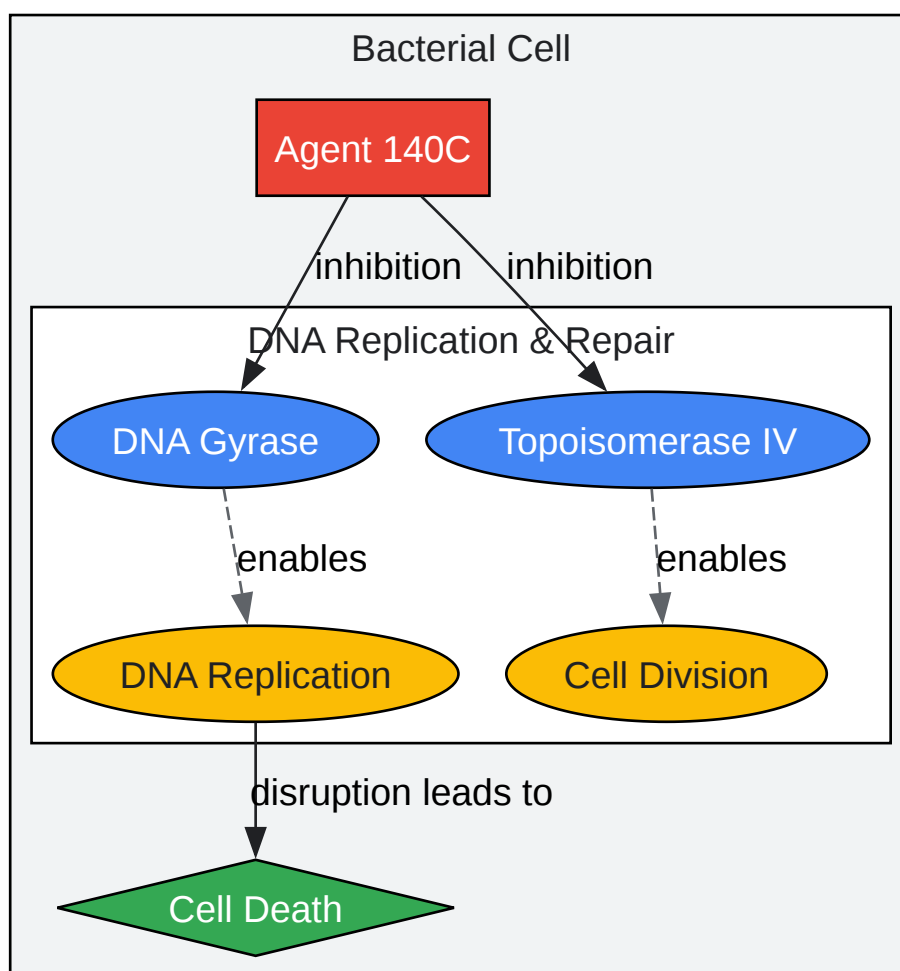 Bacterial Cell
Agent 140C
inhibition
inhibition
DNA Replication & Repair
DNA Gyrase
Topoisomerase IV
enables
enables
DNA Replication
Cell Division
disruption leads to
Cell Death